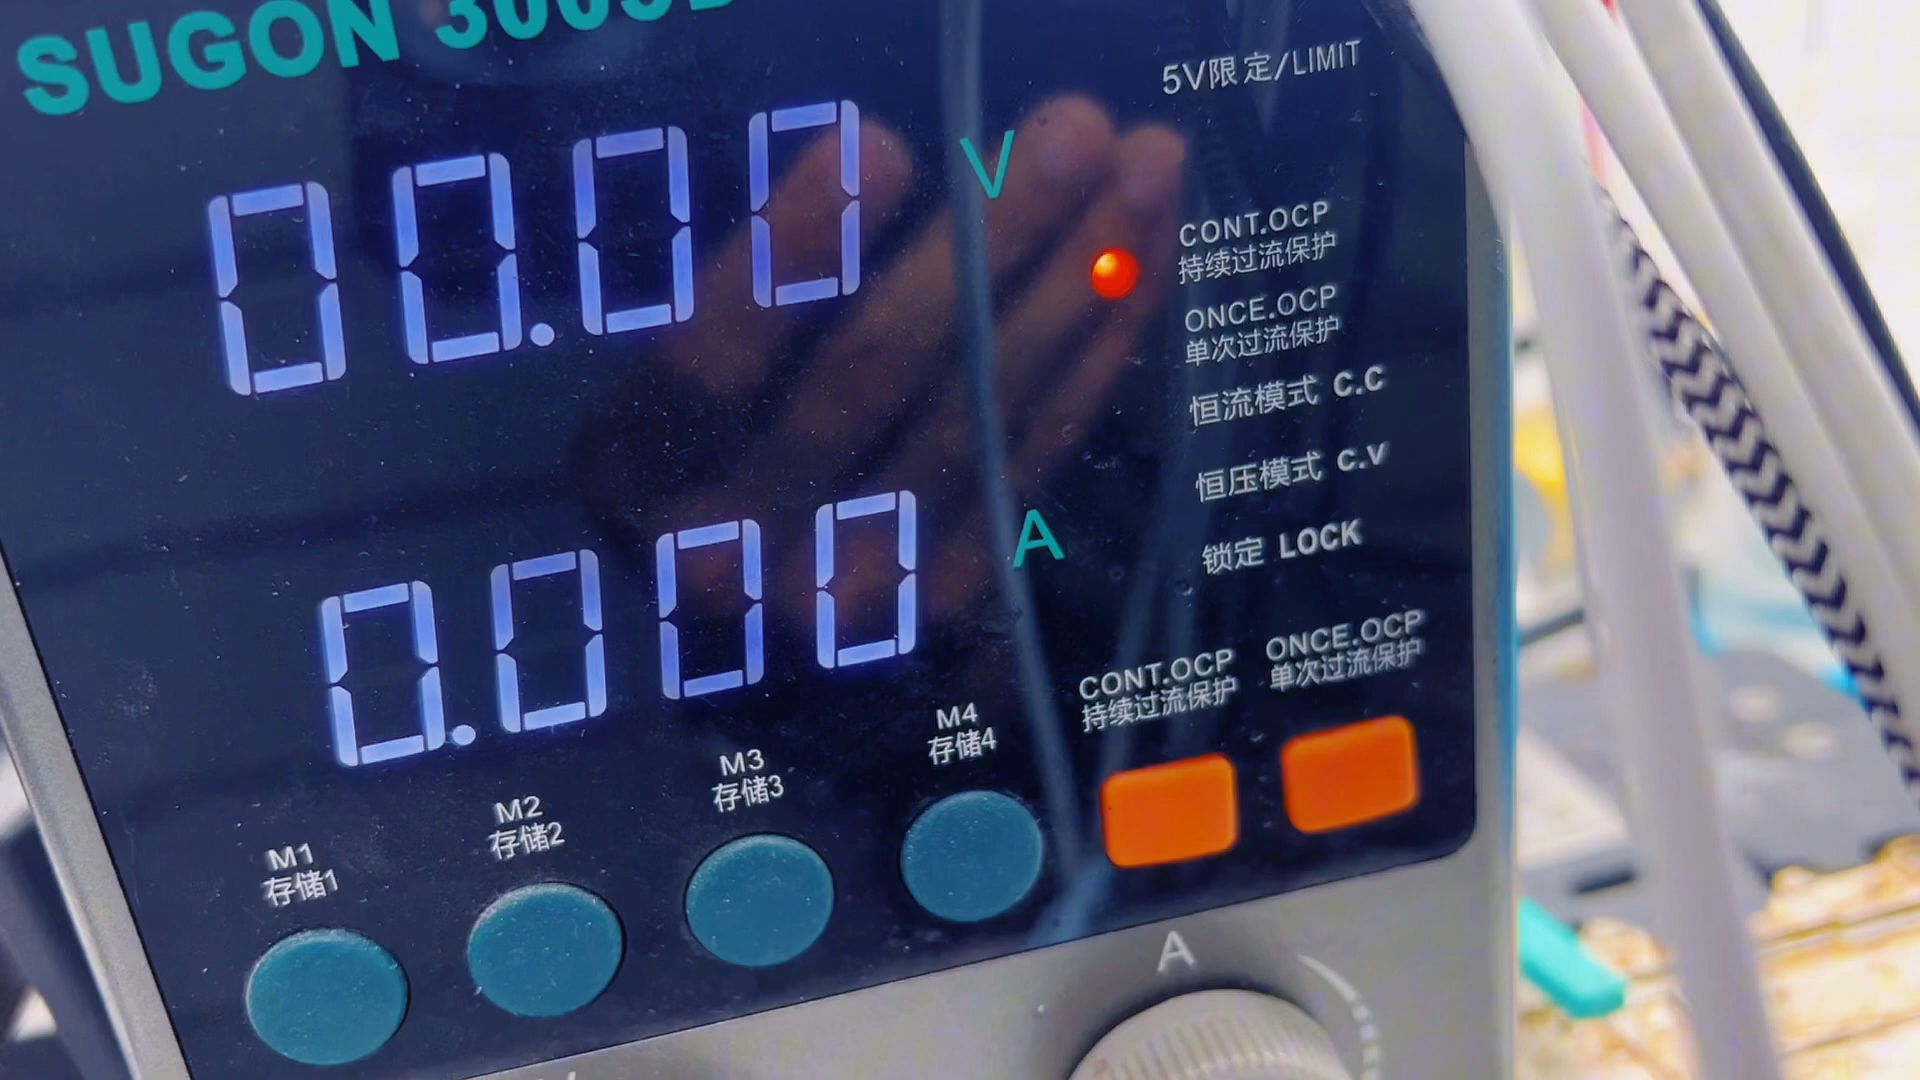 SUGON 3005D
5V限定/LIMIT
00.00 V
CONT.OCP
持续过流保护
ONCE.OCP
单次过流保护
恒流模式 C.C
恒压模式 C.V
锁定 LOCK
0.000 A
CONT.OCP
持续过流保护
ONCE.OCP
单次过流保护
M1
存储1
M2
存储2
M3
存储3
M4
存储4
A